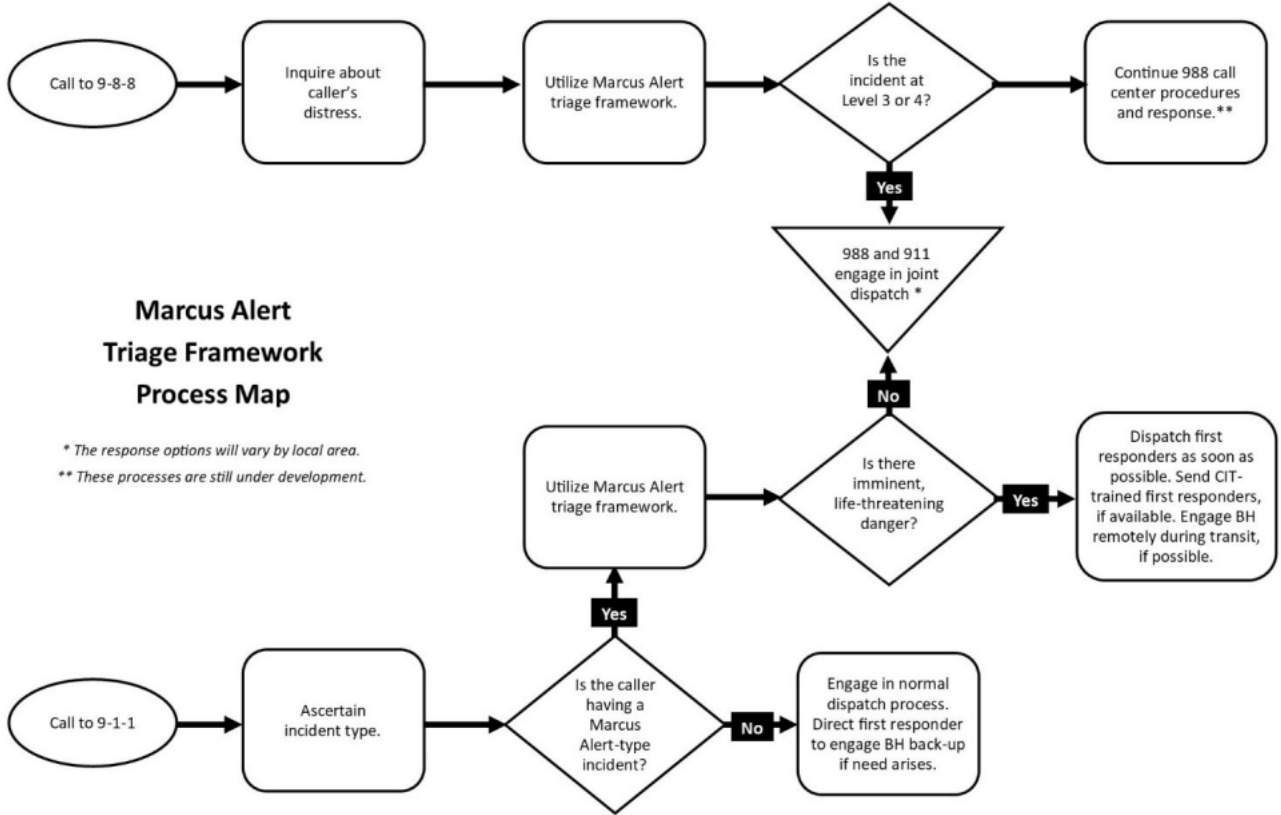 Call to 9-8-8
Inquire about
caller's
distress.
Utilize Marcus Alert
triage framework.
Is the
incident at
Level 3 or 4?
Continue 988 call
center procedures
and response.**
Yes
988 and 911
engage in joint
dispatch *
Marcus Alert
Triage Framework
Process Map
* The response options will vary by local area.
** These processes are still under development.
No
Utilize Marcus Alert
triage framework.
Is there
imminent,
life-threatening
danger?
Yes
Dispatch first
responders as soon as
possible. Send CIT-
trained first responders,
if available. Engage BH
remotely during transit,
if possible.
Yes
Call to 9-1-1
Ascertain
incident type.
Is the caller
having a
Marcus
Alert-type
incident?
No
Engage in normal
dispatch process.
Direct first responder
to engage BH back-up
if need arises.